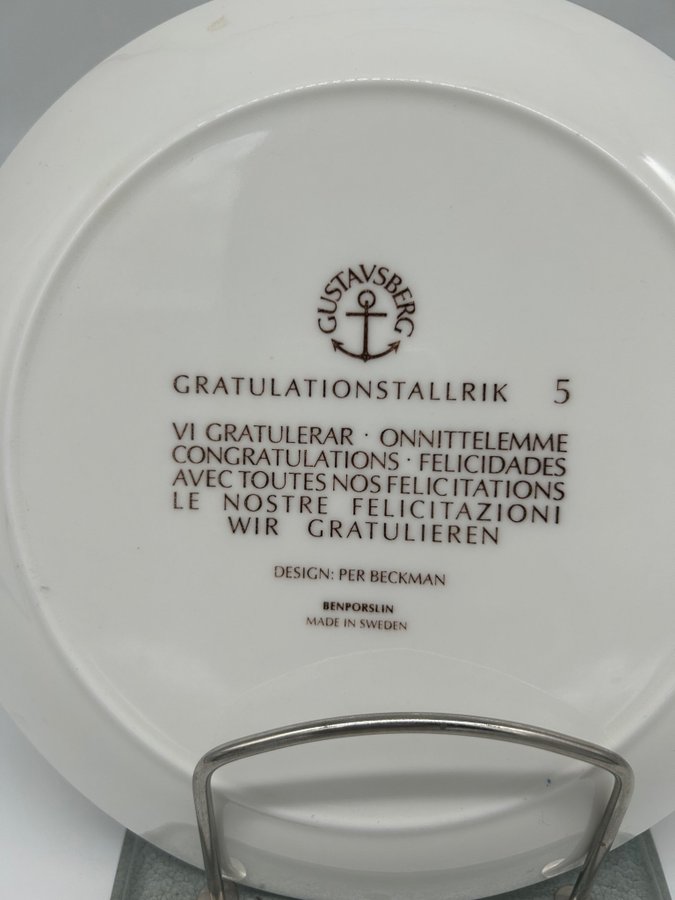 GUSTAVSBERG
GRATULATIONSTALLRIK 5
VI GRATULERAR · ONNITTELEMME
CONGRATULATIONS · FELICIDADES
AVEC TOUTES NOS FELICITATIONS
LE NOSTRE FELICITAZIONI
WIR GRATULIEREN
DESIGN: PER BECKMAN
BENPORSLIN
MADE IN SWEDEN